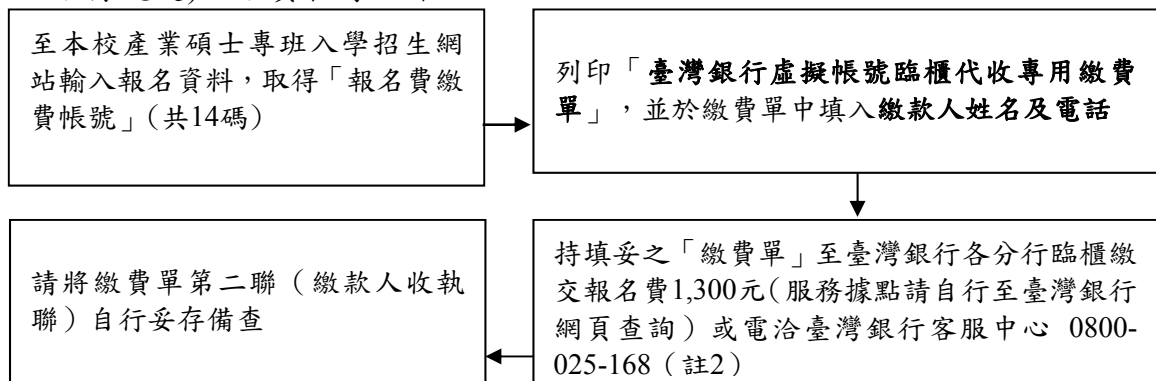 至本校產業碩士專班入學招生網
站輸入報名資料，取得「報名費繳
費帳號」（共14碼）
列印「臺灣銀行虛擬帳號臨櫃代收專用繳費
單」，並於繳費單中填入繳款人姓名及電話
持填妥之「繳費單」至臺灣銀行各分行臨櫃繳
交報名費1,300元（服務據點請自行至臺灣銀行
網頁查詢）或電洽臺灣銀行客服中心 0800-
025-168（註2）
請將繳費單第二聯（繳款人收執
聯）自行妥存備查